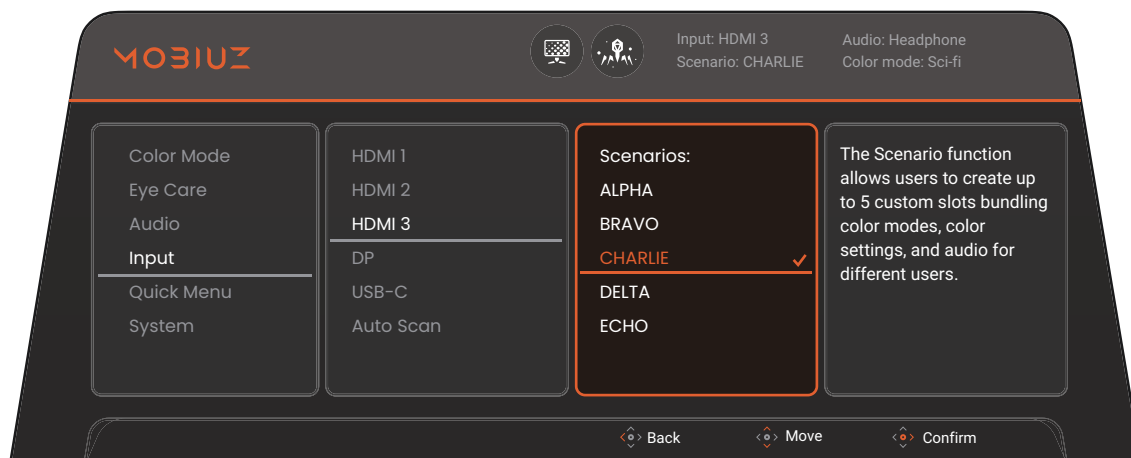 MOBIUZ
Input: HDMI 3
Scenario: CHARLIE
Audio: Headphone
Color mode: Sci-fi
Color Mode
Eye Care
Audio
Input
Quick Menu
System
HDMI 1
HDMI 2
HDMI 3
DP
USB-C
Auto Scan
Scenarios:
ALPHA
BRAVO
CHARLIE
DELTA
ECHO
The Scenario function
allows users to create up
to 5 custom slots bundling
color modes, color
settings, and audio for
different users.
Back
Move
Confirm